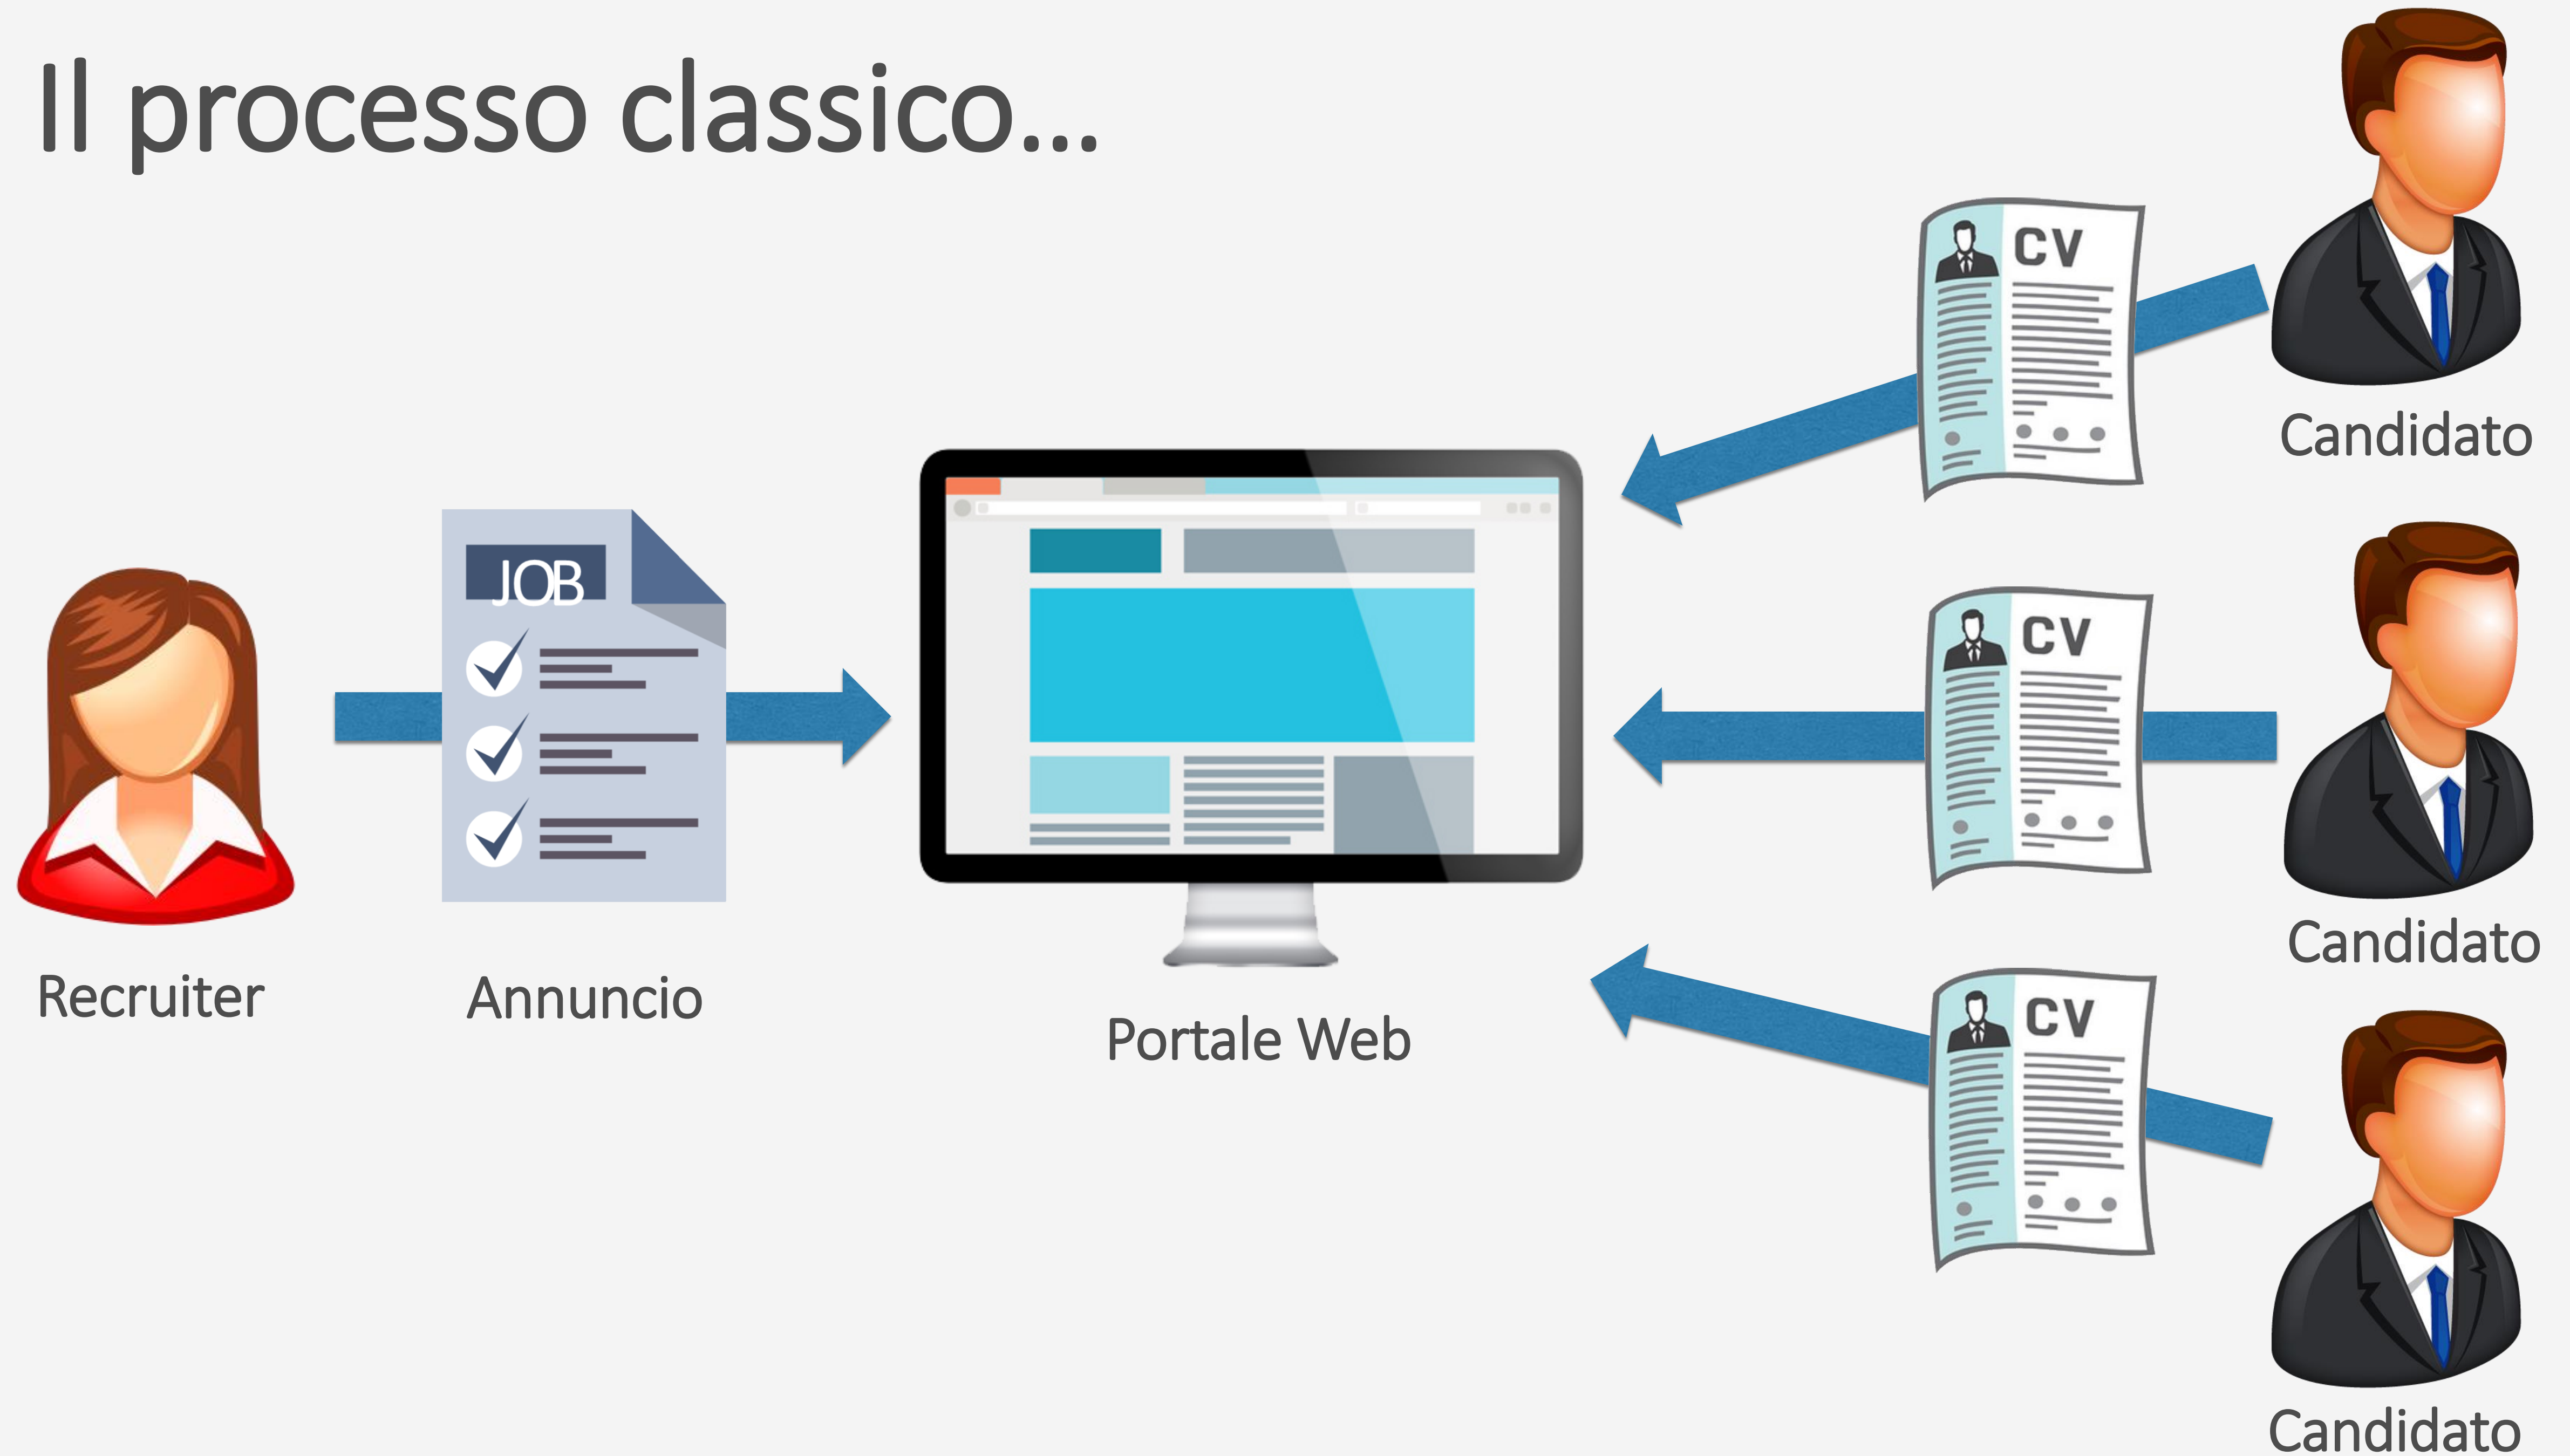 Il processo classico...
CV
Candidato
JOB
CV
Candidato
Recruiter
Annuncio
Portale Web
CV
Candidato